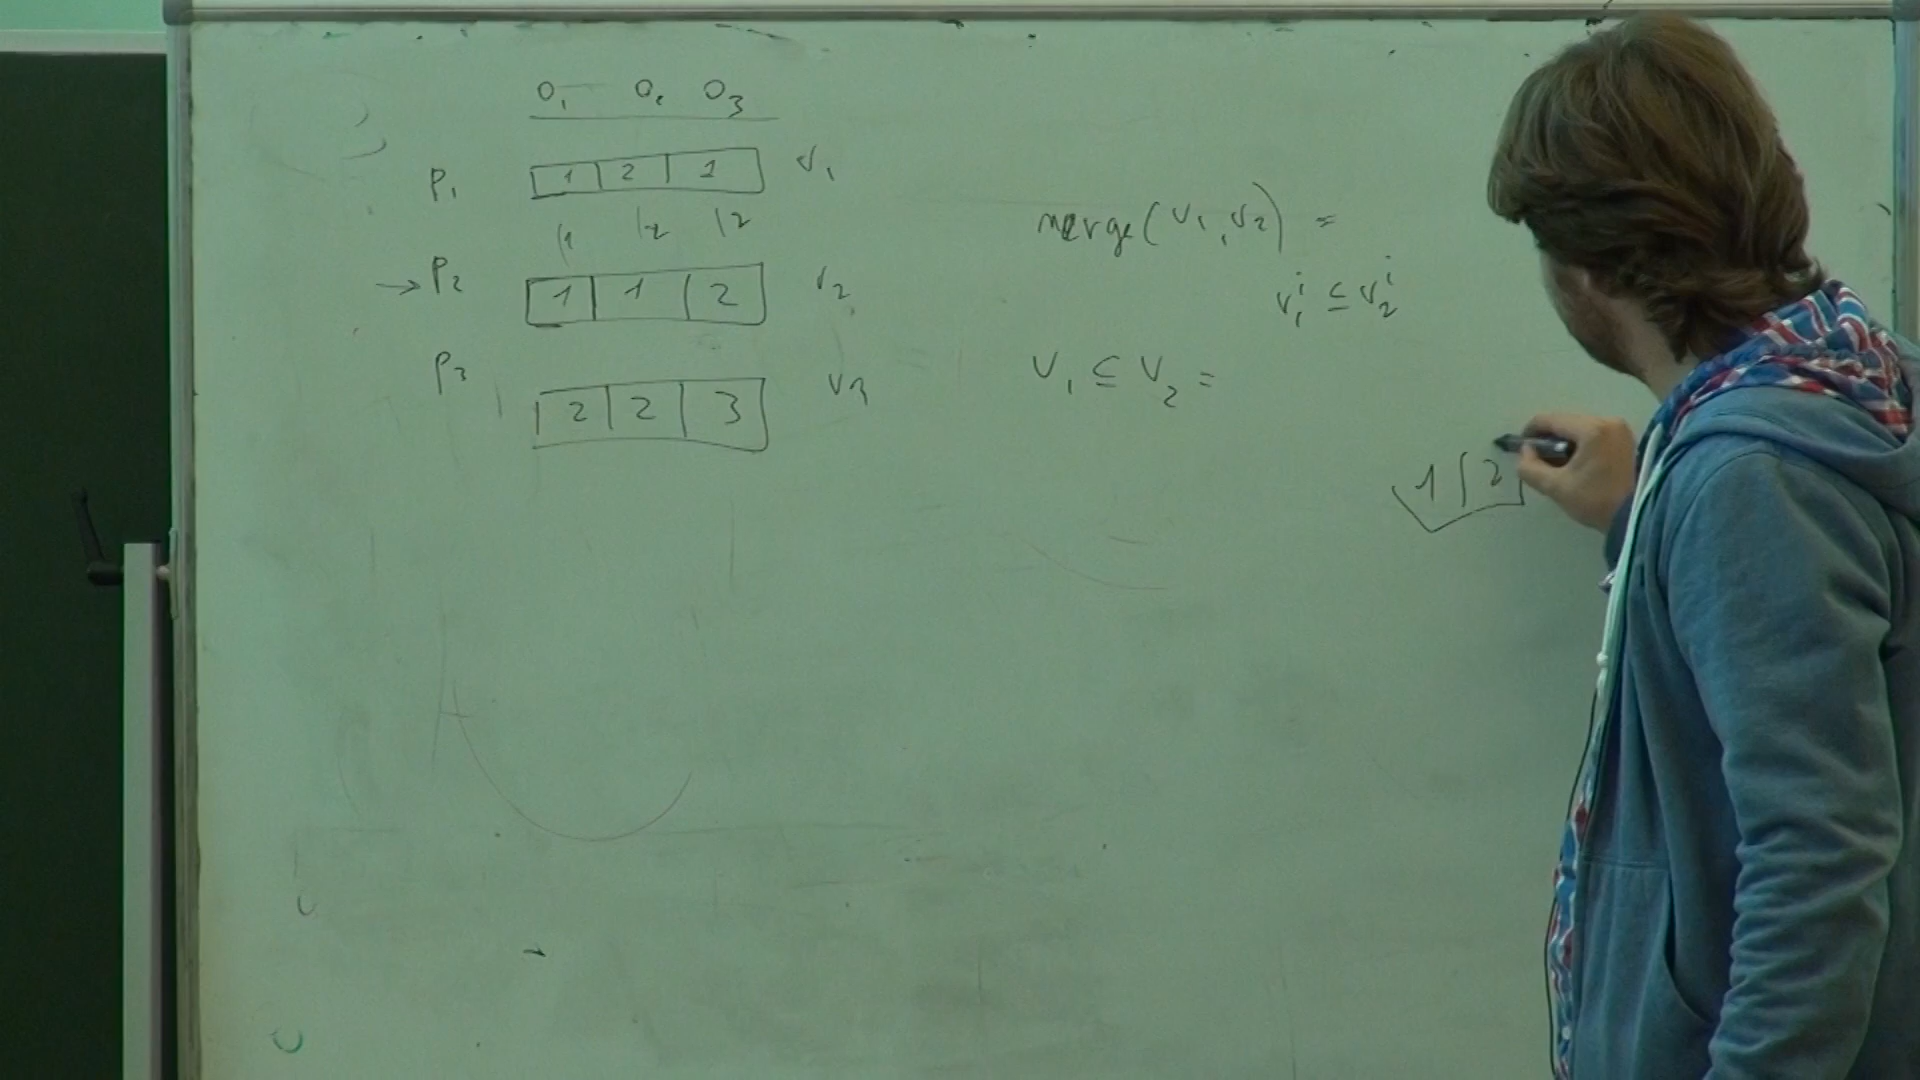 O₁ O₂ O₃
P₁ 1 | 2 | 1 V₁
1 2 2
→ P₂ 1 | 1 | 2 V₂
P₃ 2 | 2 | 3 V₃
merge(V₁, V₂) =
V₁ⁱ ≤ V₂ⁱ
V₁ ≤ V₂ =
1 | 2